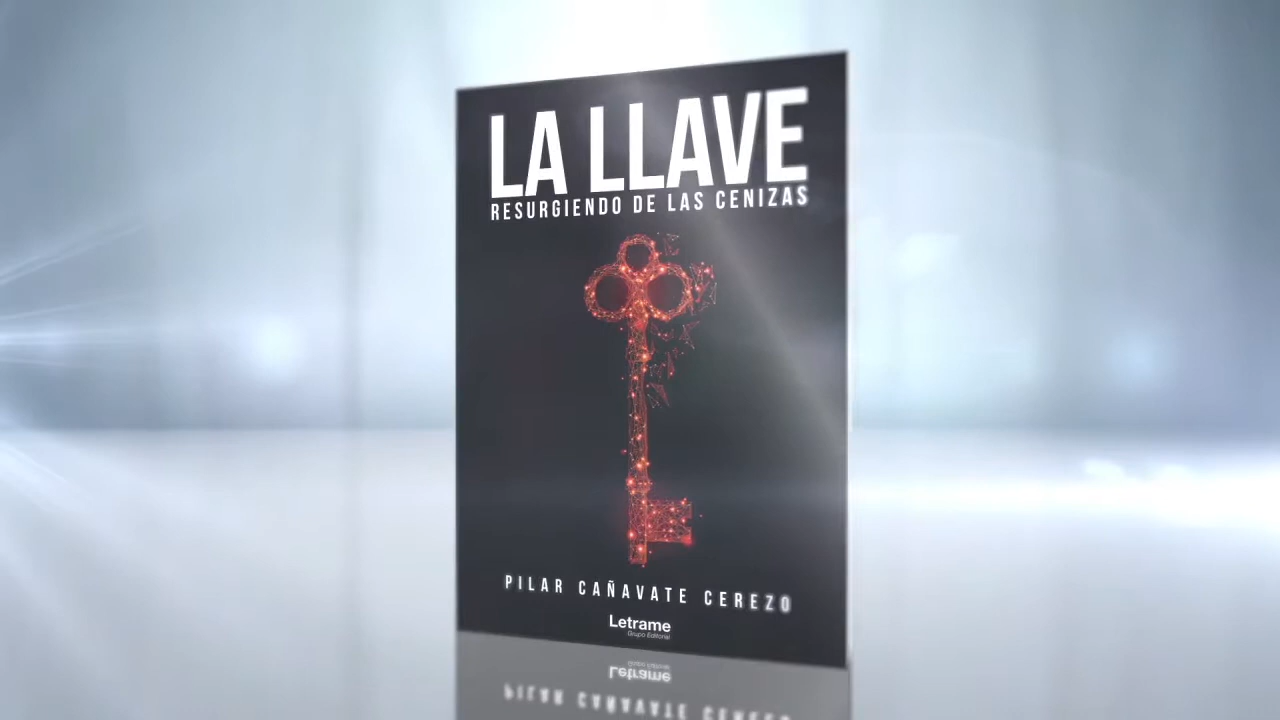 LA LLAVE
RESURGIENDO DE LAS CENIZAS
PILAR CAÑAVATE CEREZO
Letrame
Grupo Editorial